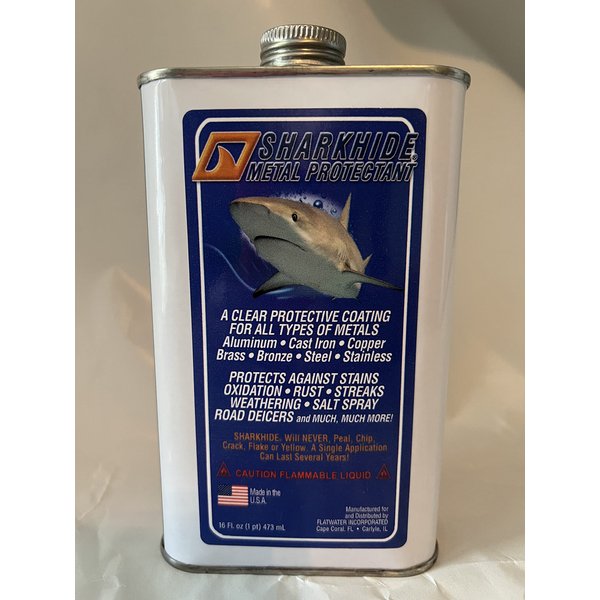 SHARKHIDE®
METAL PROTECTANT
A CLEAR PROTECTIVE COATING
FOR ALL TYPES OF METALS
Aluminum • Cast Iron • Copper
Brass • Bronze • Steel • Stainless
PROTECTS AGAINST STAINS
OXIDATION • RUST • STREAKS
WEATHERING • SALT SPRAY
ROAD DEICERS and MUCH, MUCH MORE!
SHARKHIDE. Will NEVER, Peal, Chip,
Crack, Flake or Yellow. A Single Application
Can Last Several Years!
CAUTION FLAMMABLE LIQUID
Made in the
U.S.A.
16 Fl. oz (1 pt) 473 mL
Manufactured for
and Distributed by
FLATWATER INCORPORATED
Cape Coral, FL • Carlyle, IL